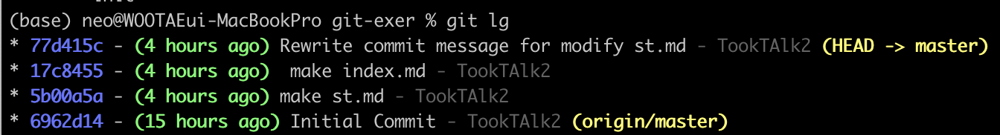 (base) neo@WOOTAEui-MacBookPro git-exer % git lg
* 77d415c - (4 hours ago) Rewrite commit message for modify st.md - TookTAlk2 (HEAD -> master)
* 17c8455 - (4 hours ago)  make index.md - TookTAlk2
* 5b00a5a - (4 hours ago) make st.md - TookTAlk2
* 6962d14 - (15 hours ago) Initial Commit - TookTAlk2 (origin/master)